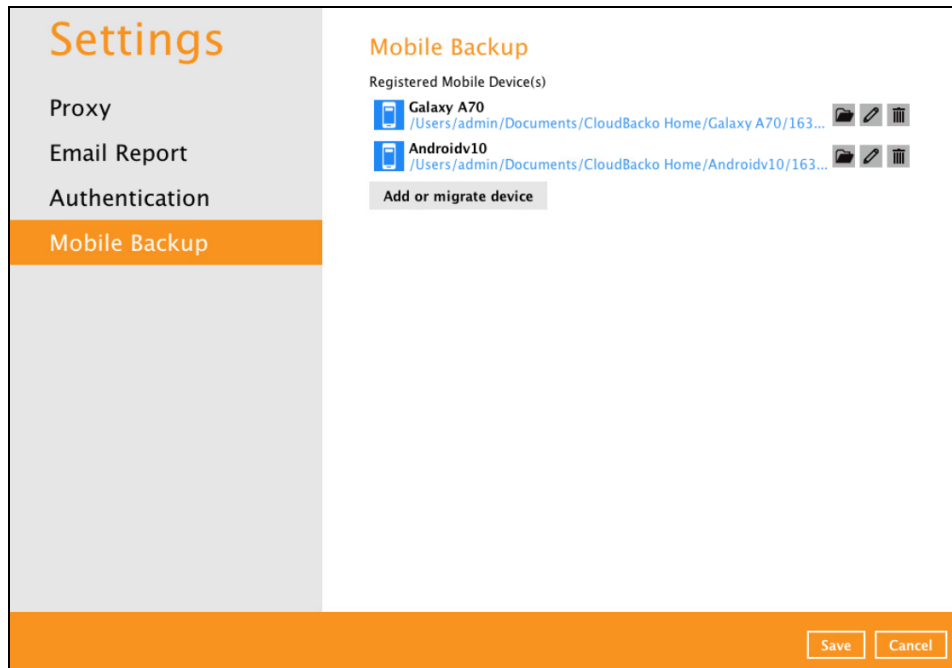 Settings
Proxy
Email Report
Authentication
Mobile Backup
Mobile Backup
Registered Mobile Device(s)
Galaxy A70
/Users/admin/Documents/CloudBacko Home/Galaxy A70/163...
Androidv10
/Users/admin/Documents/CloudBacko Home/Androidv10/163...
Add or migrate device
Save
Cancel